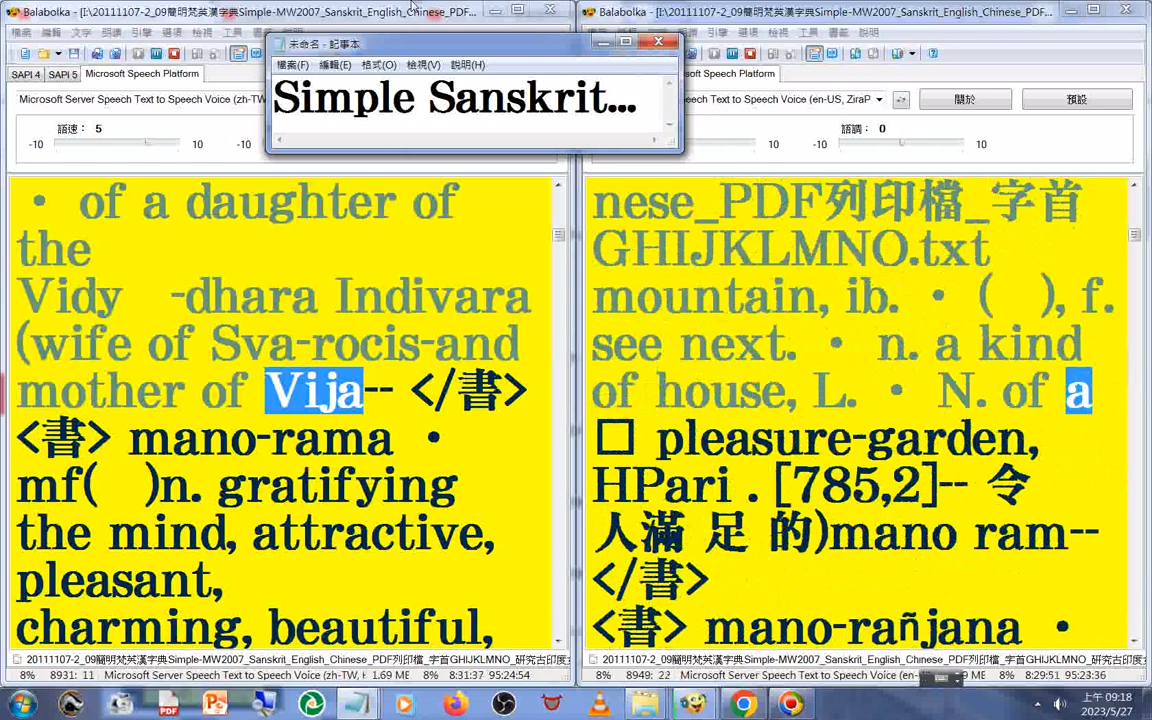 Balabolka - [I:\20111107-2_09簡明梵英漢字典Simple-MW2007_Sanskrit_English_Chinese_PDF...
Balabolka - [I:\20111107-2_09簡明梵英漢字典Simple-MW2007_Sanskrit_English_Chinese_PDF...
未命名 - 記事本
檔案(F) 編輯(E) 格式(O) 檢視(V) 說明(H)
Simple Sanskrit...
SAPI 4 SAPI 5 Microsoft Speech Platform
Microsoft Server Speech Text to Speech Voice (zh-TW,
語速： 5
-10 10 -10
eech Platform
eech Text to Speech Voice (en-US, ZiraP
關於 預設
語調： 0
10 -10 10
• of a daughter of
the
Vidy -dhara Indivara
(wife of Sva-rocis-and
mother of Vija-- </書>
<書> mano-rama •
mf( )n. gratifying
the mind, attractive,
pleasant,
charming, beautiful,
nese_PDF列印檔_字首
GHIJKLMNO.txt
mountain, ib. • ( ), f.
see next. • n. a kind
of house, L. • N. of a
□ pleasure-garden,
HPari . [785,2]-- 令
人滿 足 的)mano ram--
</書>
<書> mano-rañjana •
20111107-2_09簡明梵英漢字典Simple-MW2007_Sanskrit_English_Chinese_PDF列印檔_字首GHIJKLMNO_研究古印度
20111107-2_09簡明梵英漢字典Simple-MW2007_Sanskrit_English_Chinese_PDF列印檔_字首GHIJKLMNO_研究古印度
8% 8931: 11 Microsoft Server Speech Text to Speech Voice (zh-TW, 1.69 ME 8% 8:31:37 95:24:54
8% 8949: 22 Microsoft Server Speech Text to Speech 8% 8:29:51 95:23:36
上午 09:18
2023/5/27